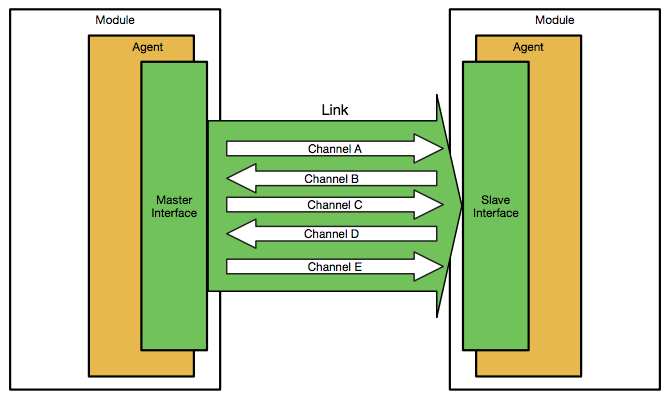 Module
Agent
Master
Interface
Link
Channel A
Channel B
Channel C
Channel D
Channel E
Module
Agent
Slave
Interface